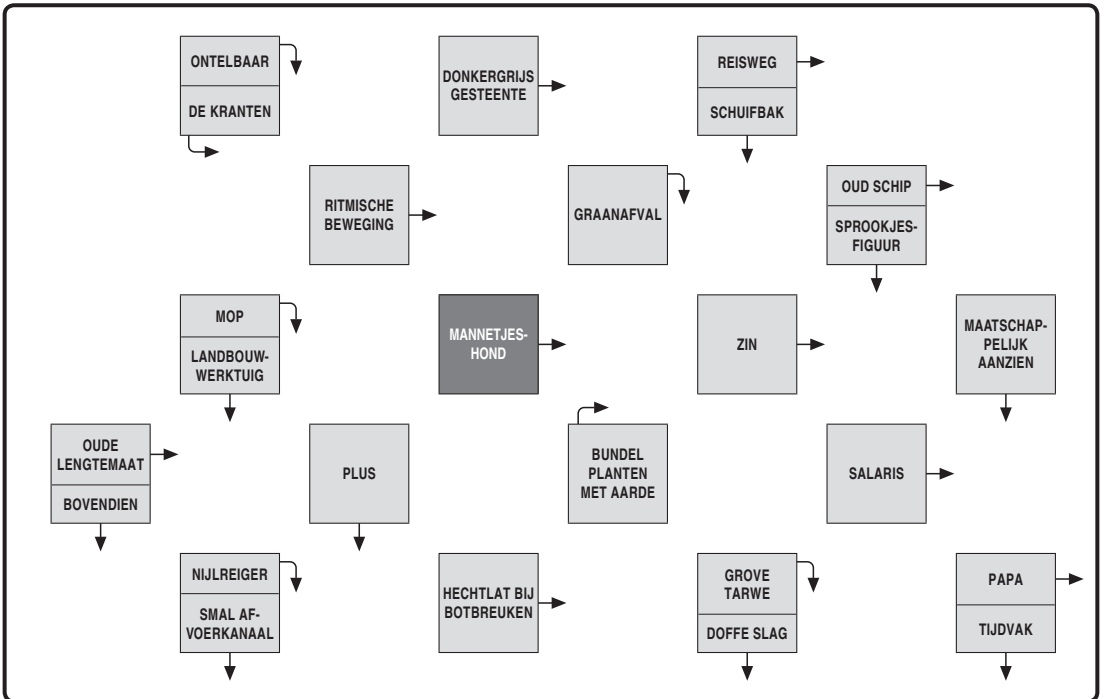 ONTELBAAR
DE KRANTEN
DONKERGRIJS
GESTEENTE
REISWEG
SCHUIFBAK
RITMISCHE
BEWEGING
GRAANAFVAL
OUD SCHIP
SPROOKJES-
FIGUUR
MOP
LANDBOUW-
WERKTUIG
MANNETJES-
HOND
ZIN
MAATSCHAP-
PELIJK
AANZIEN
OUDE
LENGTEMAAT
BOVENDIEN
PLUS
BUNDEL
PLANTEN
MET AARDE
SALARIS
NIJLREIGER
SMAL AF-
VOERKANAAL
HECHTLAT BIJ
BOTBREUKEN
GROVE
TARWE
DOFFE SLAG
PAPA
TIJDVAK